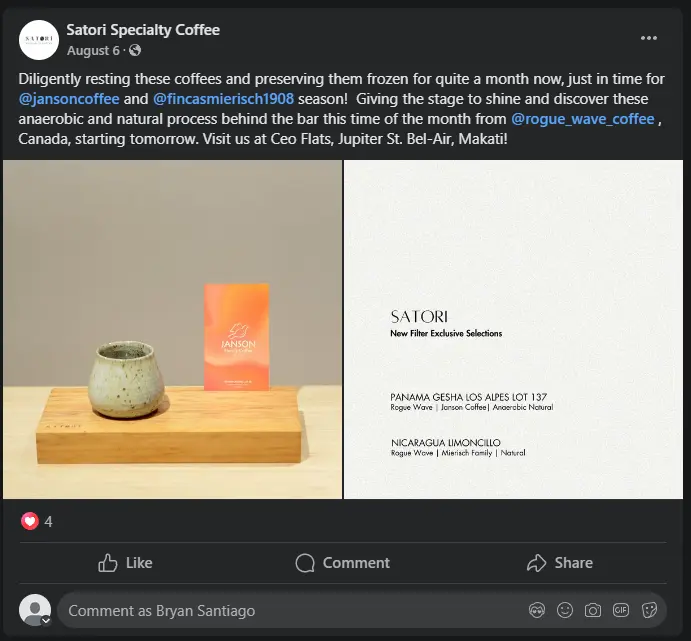 Satori Specialty Coffee
August 6 ·
Diligently resting these coffees and preserving them frozen for quite a month now, just in time for
@jansoncoffee and @fincasmierisch1908 season!  Giving the stage to shine and discover these
anaerobic and natural process behind the bar this time of the month from @rogue_wave_coffee ,
Canada, starting tomorrow. Visit us at Ceo Flats, Jupiter St. Bel-Air, Makati!
SATORI
JANSON
SATORI
New Filter Exclusive Selections
PANAMA GESHA LOS ALPES LOT 137
Rogue Wave | Janson Coffee| Anaerobic Natural
NICARAGUA LIMONCILLO
Rogue Wave | Mierisch Family | Natural
4
Like
Comment
Share
Comment as Bryan Santiago
GIF